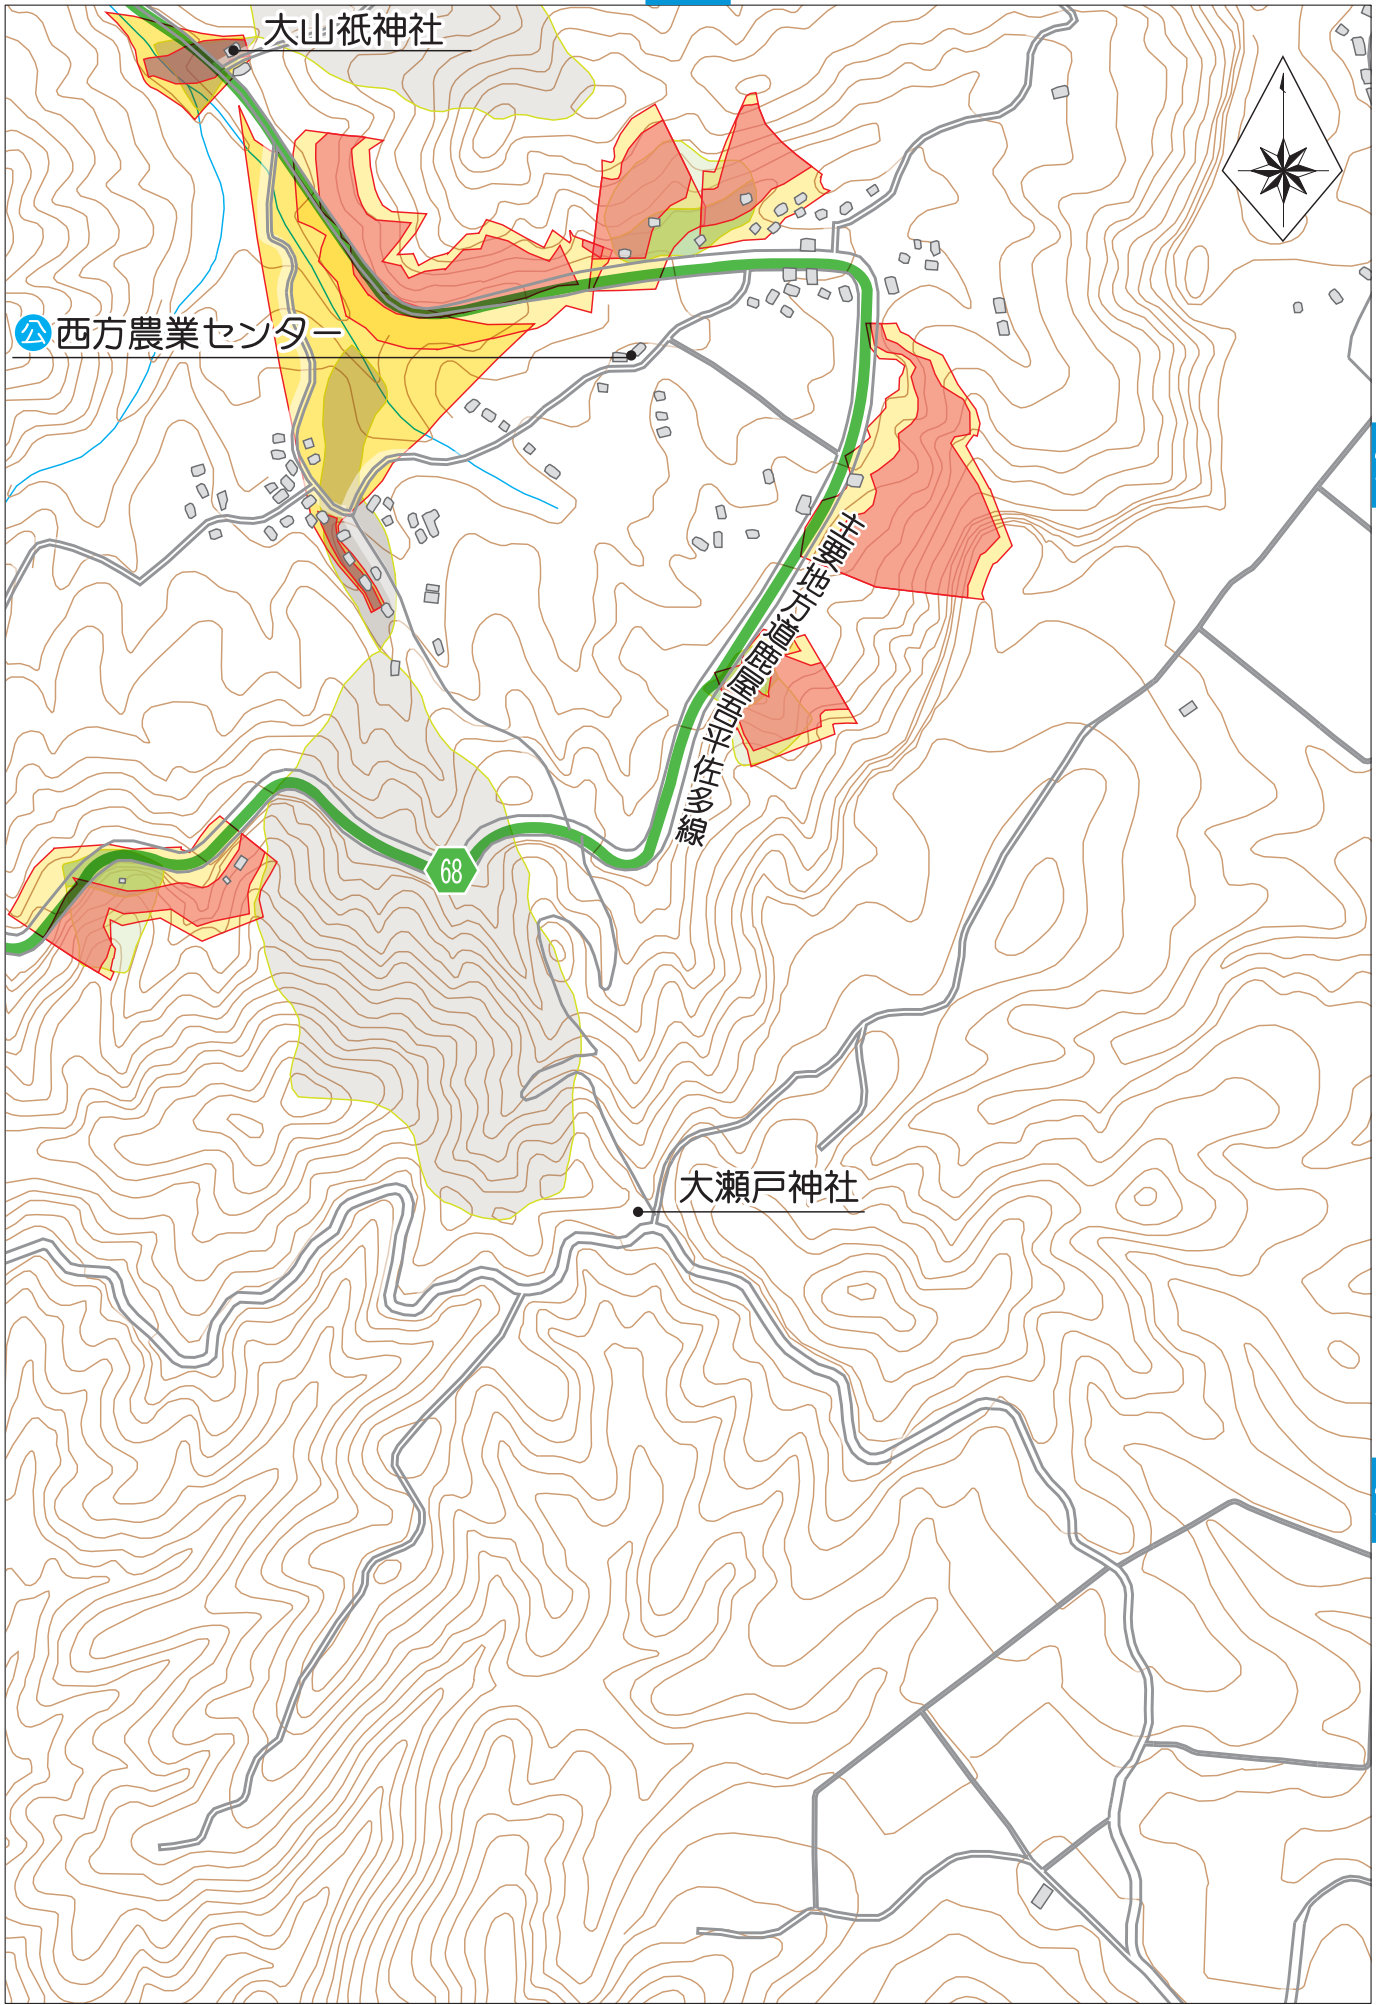 大山祇神社
公 西方農業センター
主要地方道鹿屋吾平佐多線
68
大瀬戸神社